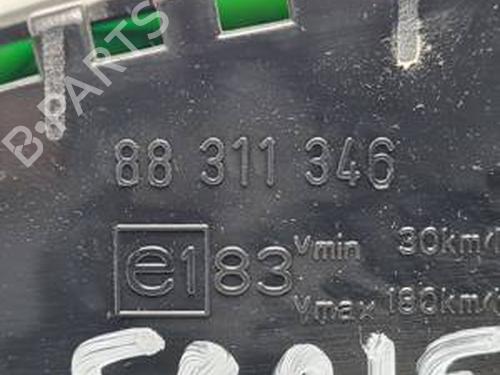 B-PARTS
88 311 346
e1 83 Vmin 30km/
Vmax 180km/